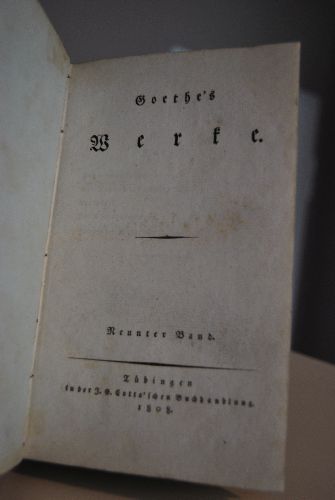 Goethe's
Werke.
Neunter Band.
Tübingen
in der J. G. Cotta'schen Buchhandlung.
1808.